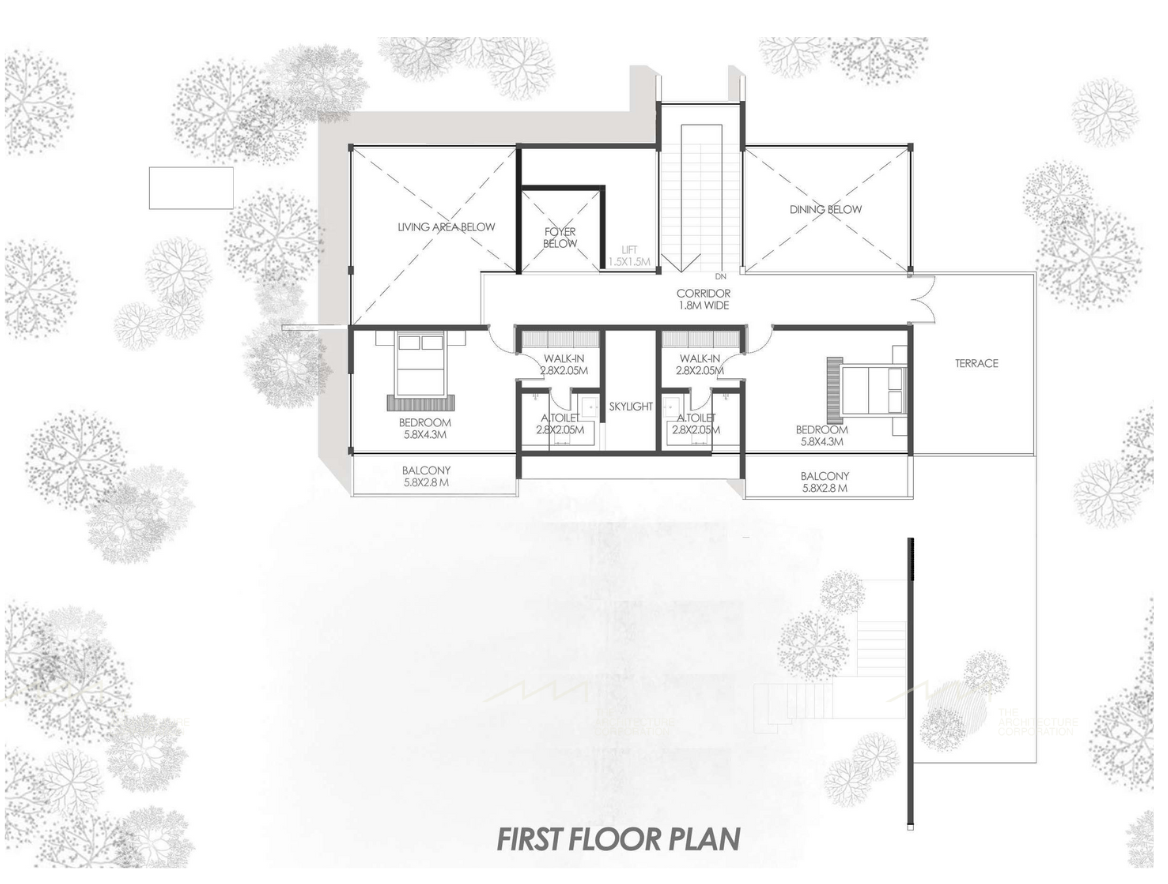 LIVING AREA BELOW
FOYER
BELOW
LIFT
1.5X1.5M
DINING BELOW
DN
CORRIDOR
1.8M WIDE
TERRACE
WALK-IN
2.8X2.05M
WALK-IN
2.8X2.05M
SKYLIGHT
A.TOILET
2.8X2.05M
A.TOILET
2.8X2.05M
BEDROOM
5.8X4.3M
BEDROOM
5.8X4.3M
BALCONY
5.8X2.8 M
BALCONY
5.8X2.8 M
THE
ARCHITECTURE
CORPORATION
THE
ARCHITECTURE
CORPORATION
FIRST FLOOR PLAN